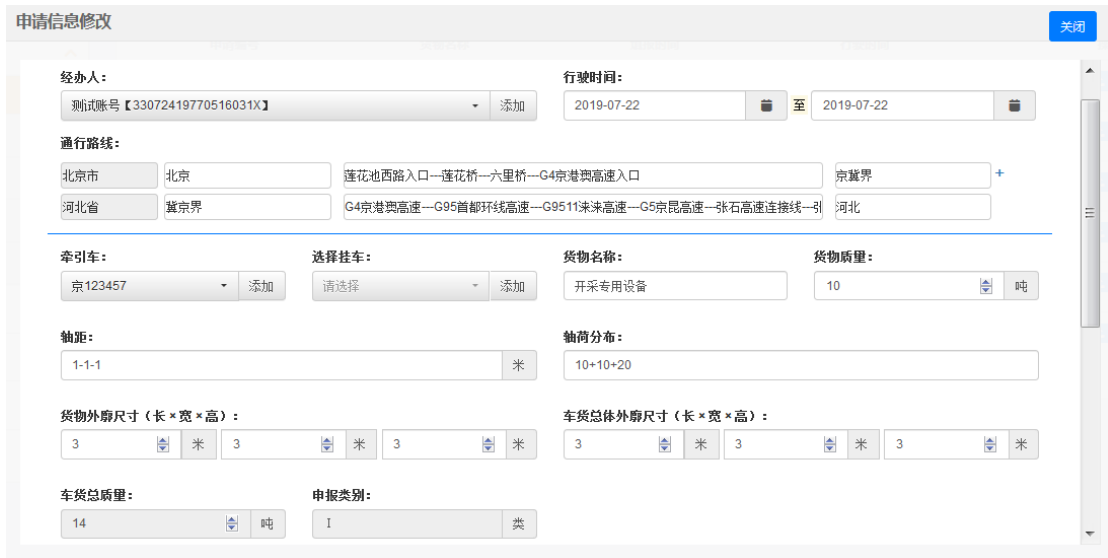 申请信息修改
关闭
经办人：
行驶时间：
测试账号【33072419770516031X】 添加
2019-07-22 至 2019-07-22
通行路线：
北京市 北京 莲花池西路入口---莲花桥---六里桥---G4京港澳高速入口 京冀界 +
河北省 冀京界 G4京港澳高速---G95首都环线高速---G9511涞涞高速---G5京昆高速---张石高速连接线---引 河北
牵引车： 选择挂车： 货物名称： 货物质量：
京123457 添加 请选择 添加 开采专用设备 10 吨
轴距： 轴荷分布：
1-1-1 米 10+10+20
货物外廓尺寸（长×宽×高）： 车货总体外廓尺寸（长×宽×高）：
3 米 3 米 3 米 3 米 3 米 3 米
车货总质量： 申报类别：
14 吨 I 类